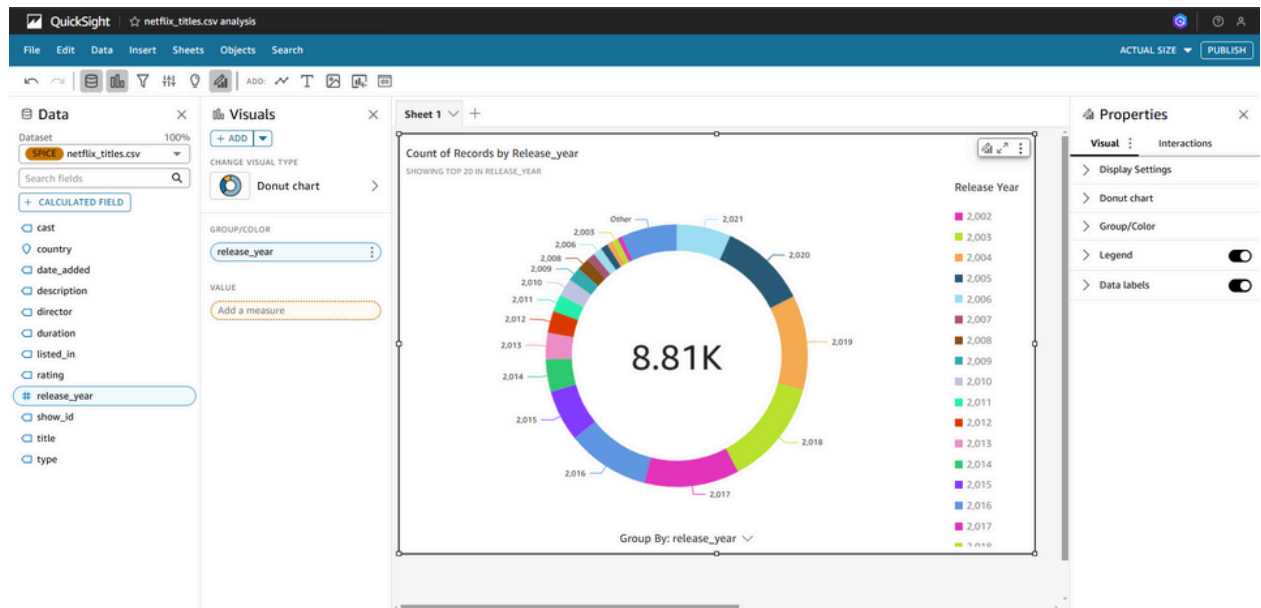 QuickSight
netflix_titles.csv analysis
File Edit Data Insert Sheets Objects Search
ACTUAL SIZE
PUBLISH
ADD:
Data
Dataset
100%
SPICE netflix_titles.csv
Search fields
+ CALCULATED FIELD
cast
country
date_added
description
director
duration
listed_in
rating
# release_year
show_id
title
type
Visuals
+ ADD
CHANGE VISUAL TYPE
Donut chart
GROUP/COLOR
release_year
VALUE
Add a measure
Sheet 1
Count of Records by Release_year
SHOWING TOP 20 IN RELEASE_YEAR
Other
2,021
2,003
2,006
2,020
2,008
2,009
2,010
2,011
2,012
2,019
2,013
8.81K
2,014
2,015
2,018
2,016
2,017
Group By: release_year
Release Year
2,002
2,003
2,004
2,005
2,006
2,007
2,008
2,009
2,010
2,011
2,012
2,013
2,014
2,015
2,016
2,017
2,018
Properties
Visual
Interactions
Display Settings
Donut chart
Group/Color
Legend
Data labels